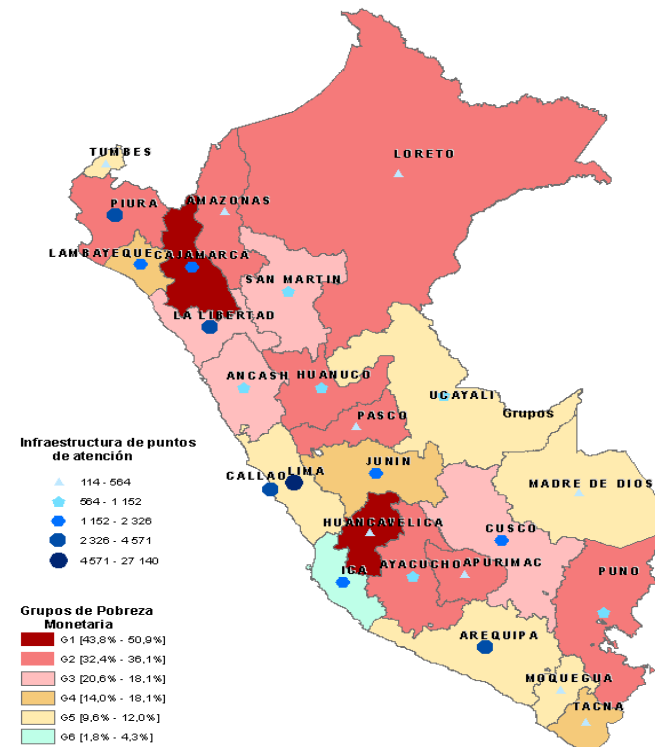 TUMBES
LORETO
PIURA
AMAZONAS
LAMBAYEQUE
CAJAMARCA
SAN MARTIN
LA LIBERTAD
ANCASH
HUANUCO
UCAYALI
Grupos
PASCO
Infraestructura de puntos
de atención
114 - 564
564 - 1 152
1 152 - 2 326
2 326 - 4 571
4 571 - 27 140
CALLAO
LIMA
JUNIN
MADRE DE DIOS
HUANCAVELICA
CUSCO
ICA
AYACUCHO
APURIMAC
PUNO
AREQUIPA
MOQUEGUA
TACNA
Grupos de Pobreza
Monetaria
G1 [43,8% - 50,9%]
G2 [32,4% - 36,1%]
G3 [20,6% - 18,1%]
G4 [14,0% - 18,1%]
G5 [9,6% - 12,0%]
G6 [1,8% - 4,3%]